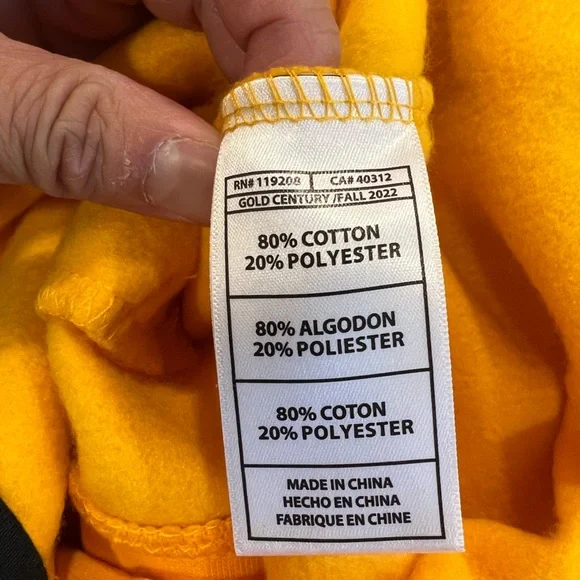 RN# 119208 CA# 40312
GOLD CENTURY /FALL 2022
80% COTTON
20% POLYESTER
80% ALGODON
20% POLIESTER
80% COTON
20% POLYESTER
MADE IN CHINA
HECHO EN CHINA
FABRIQUE EN CHINE